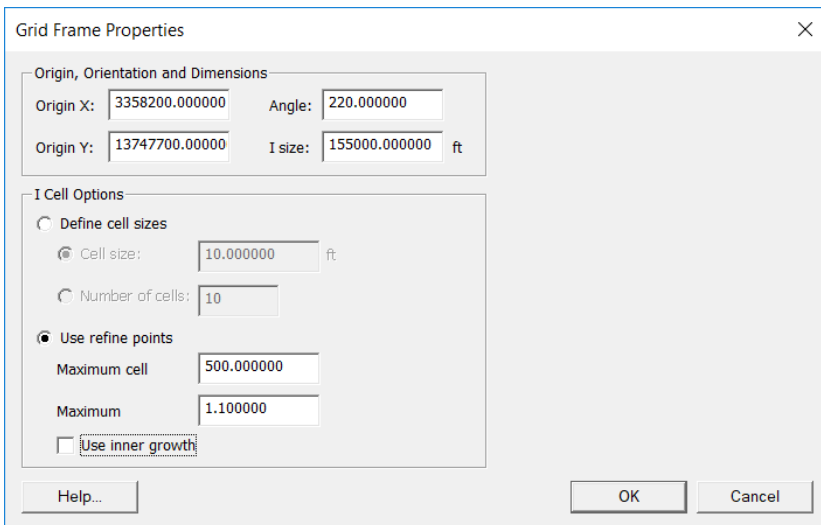 Grid Frame Properties
Origin, Orientation and Dimensions
Origin X: 3358200.000000 Angle: 220.000000
Origin Y: 13747700.00000 I size: 155000.000000 ft
I Cell Options
Define cell sizes
Cell size: 10.000000 ft
Number of cells: 10
Use refine points
Maximum cell 500.000000
Maximum 1.100000
Use inner growth
Help... OK Cancel